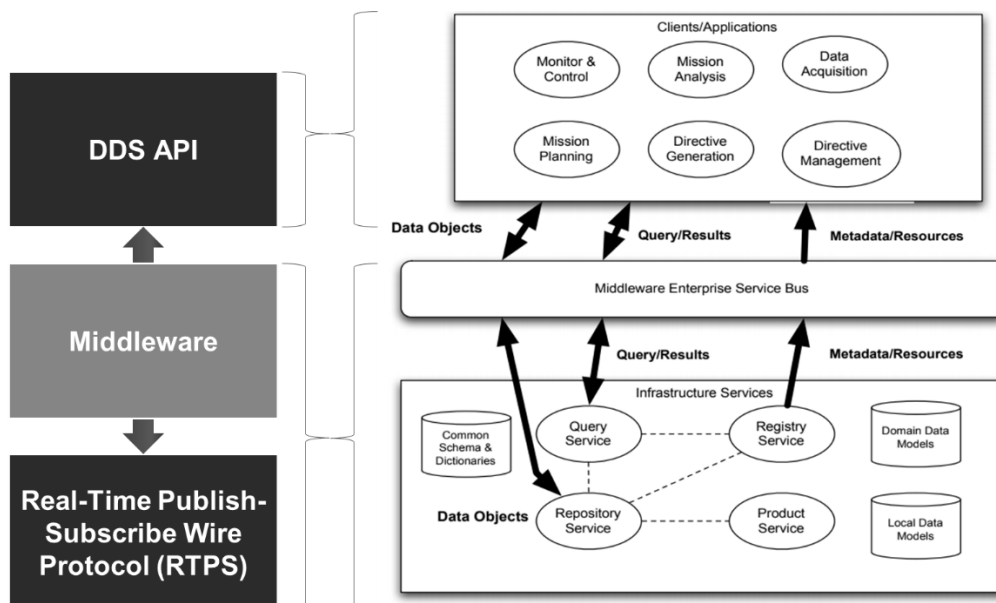 DDS API
Middleware
Real-Time Publish-
Subscribe Wire
Protocol (RTPS)
Clients/Applications
Monitor &
Control
Mission
Analysis
Data
Acquisition
Mission
Planning
Directive
Generation
Directive
Management
Data Objects
Query/Results
Metadata/Resources
Middleware Enterprise Service Bus
Query/Results
Metadata/Resources
Infrastructure Services
Common
Schema &
Dictionaries
Query
Service
Registry
Service
Domain Data
Models
Data Objects
Repository
Service
Product
Service
Local Data
Models